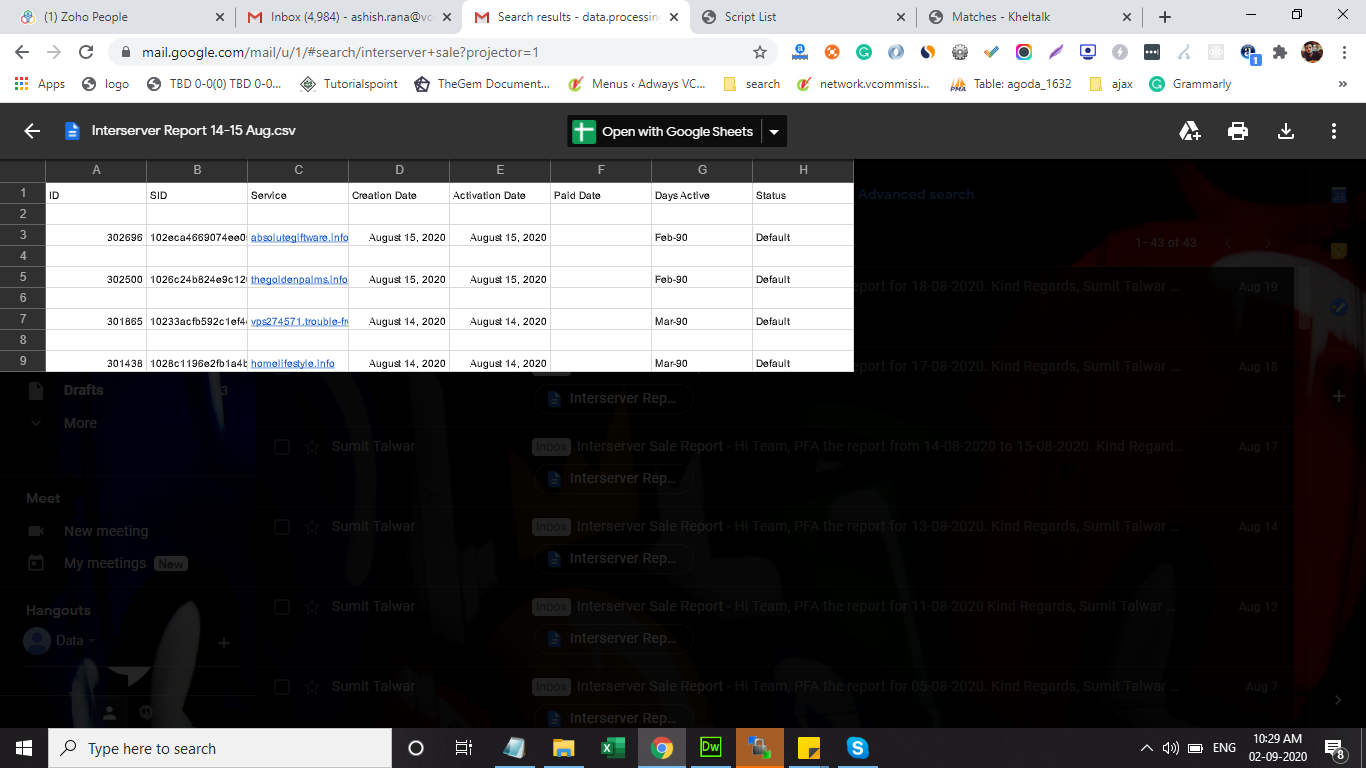 (1) Zoho People
Inbox (4,984) - ashish.rana@vc
Search results - data.processin
Script List
Matches - Kheltalk
mail.google.com/mail/u/1/#search/interserver+sale?projector=1
Apps
logo
TBD 0-0(0) TBD 0-0...
Tutorialspoint
TheGem Document...
Menus ‹ Adways VC...
search
network.vcommissi...
Table: agoda_1632
ajax
Grammarly
Interserver Report 14-15 Aug.csv
Open with Google Sheets
A B C D E F G H
1 ID SID Service Creation Date Activation Date Paid Date Days Active Status
2
3 302696 102eca4669074ee0 absolutegiftware.info August 15, 2020 August 15, 2020 Feb-90 Default
4
5 302500 1026c24b824e9c12 thegoldenpalms.info August 15, 2020 August 15, 2020 Feb-90 Default
6
7 301865 10233acfb592c1ef4 vps274571.trouble-fr August 14, 2020 August 14, 2020 Mar-90 Default
8
9 301438 1028c1196e2fb1a4b homelifestyle.info August 14, 2020 August 14, 2020 Mar-90 Default
Advanced search
1–43 of 43
port for 18-08-2020. Kind Regards, Sumit Talwar ... Aug 19
port for 17-08-2020. Kind Regards, Sumit Talwar ... Aug 18
Drafts 3
Interserver Rep...
More
Sumit Talwar Inbox Interserver Sale Report - Hi Team, PFA the report from 14-08-2020 to 15-08-2020. Kind Regard... Aug 17
Interserver Rep...
Meet
New meeting
Sumit Talwar Inbox Interserver Sale Report - Hi Team, PFA the report for 13-08-2020. Kind Regards, Sumit Talwar ... Aug 14
My meetings New
Interserver Rep...
Hangouts
Sumit Talwar Inbox Interserver Sale Report - Hi Team, PFA the report for 11-08-2020 Kind Regards, Sumit Talwar ... Aug 12
Data
Interserver Rep...
Sumit Talwar Inbox Interserver Sale Report - Hi Team, PFA the report for 05-08-2020. Kind Regards, Sumit Talwar ... Aug 7
Interserver Rep...
Type here to search
ENG
10:29 AM
02-09-2020
8